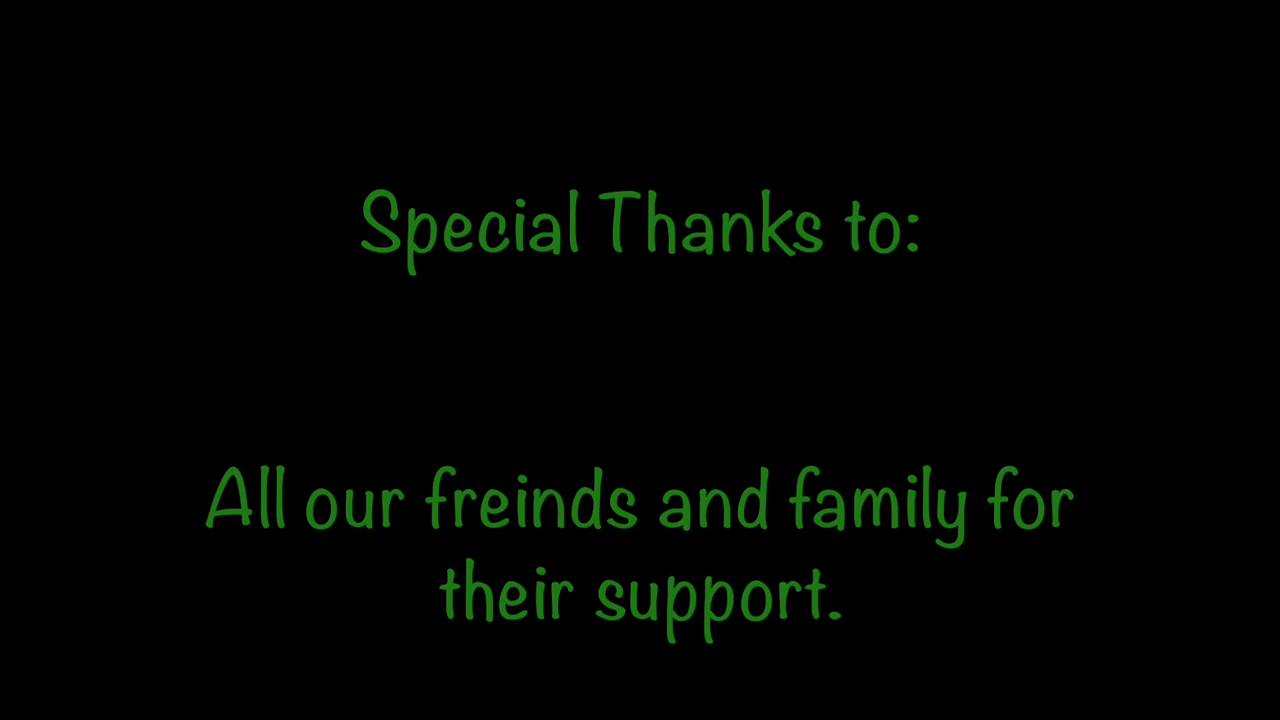 Special Thanks to:
All our freinds and family for
their support.